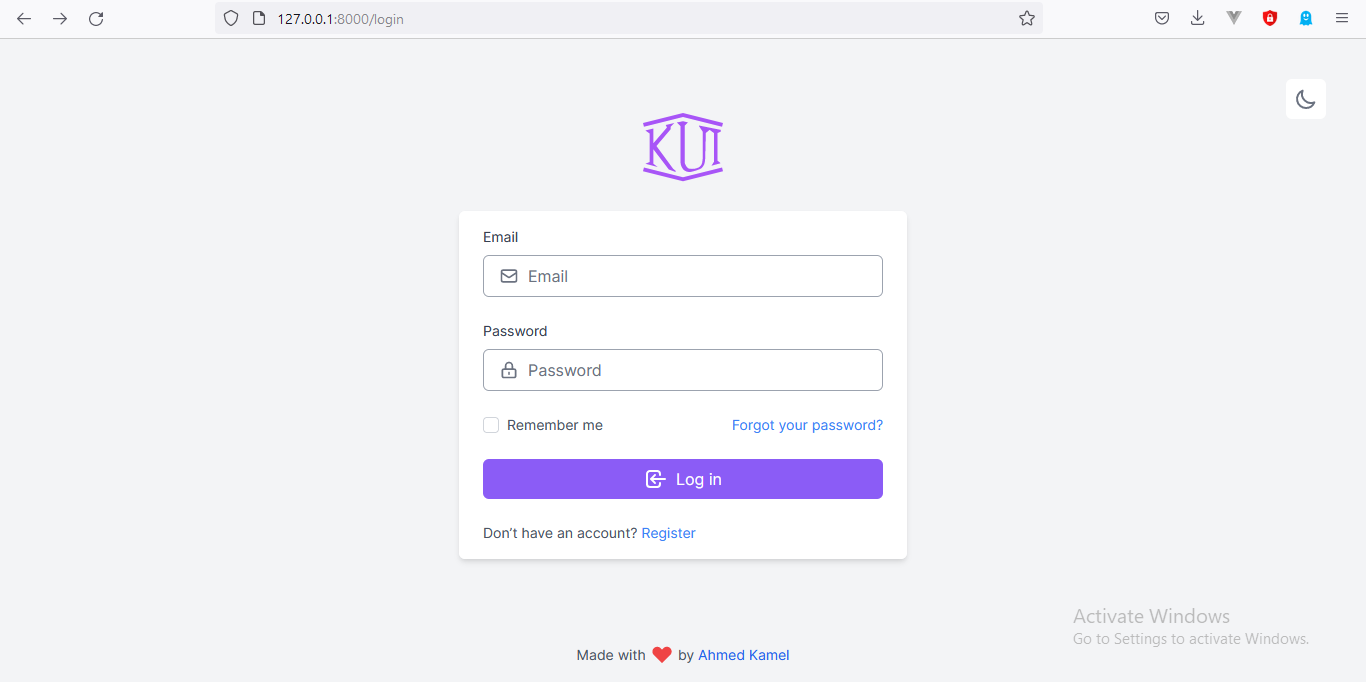 127.0.0.1:8000/login
KUI
Email
Email
Password
Password
Remember me
Forgot your password?
Log in
Don’t have an account? Register
Activate Windows
Go to Settings to activate Windows.
Made with by Ahmed Kamel